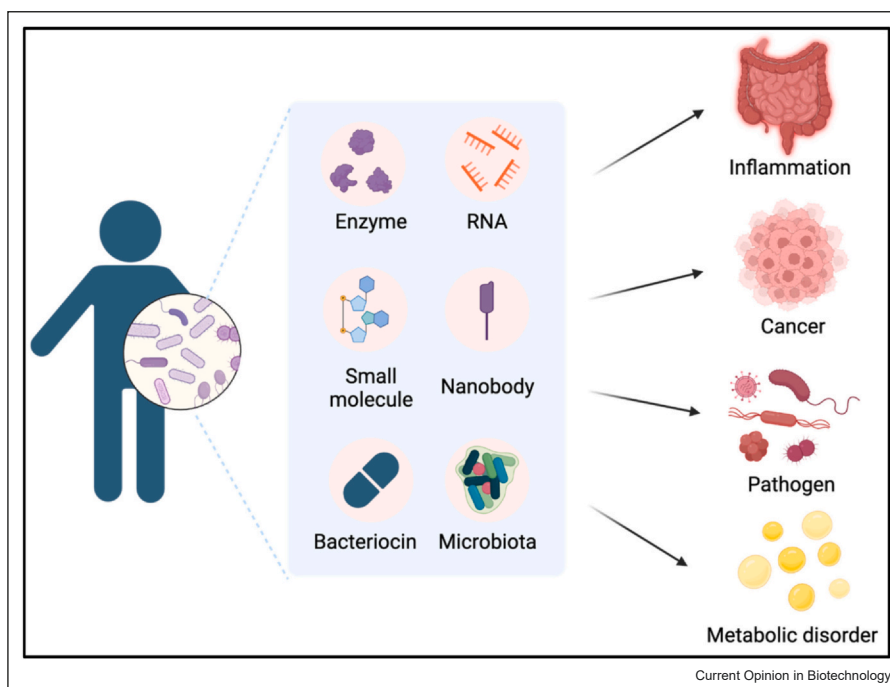 Inflammation
Enzyme RNA
Cancer
Small
molecule Nanobody
Pathogen
Bacteriocin Microbiota
Metabolic disorder
Current Opinion in Biotechnology